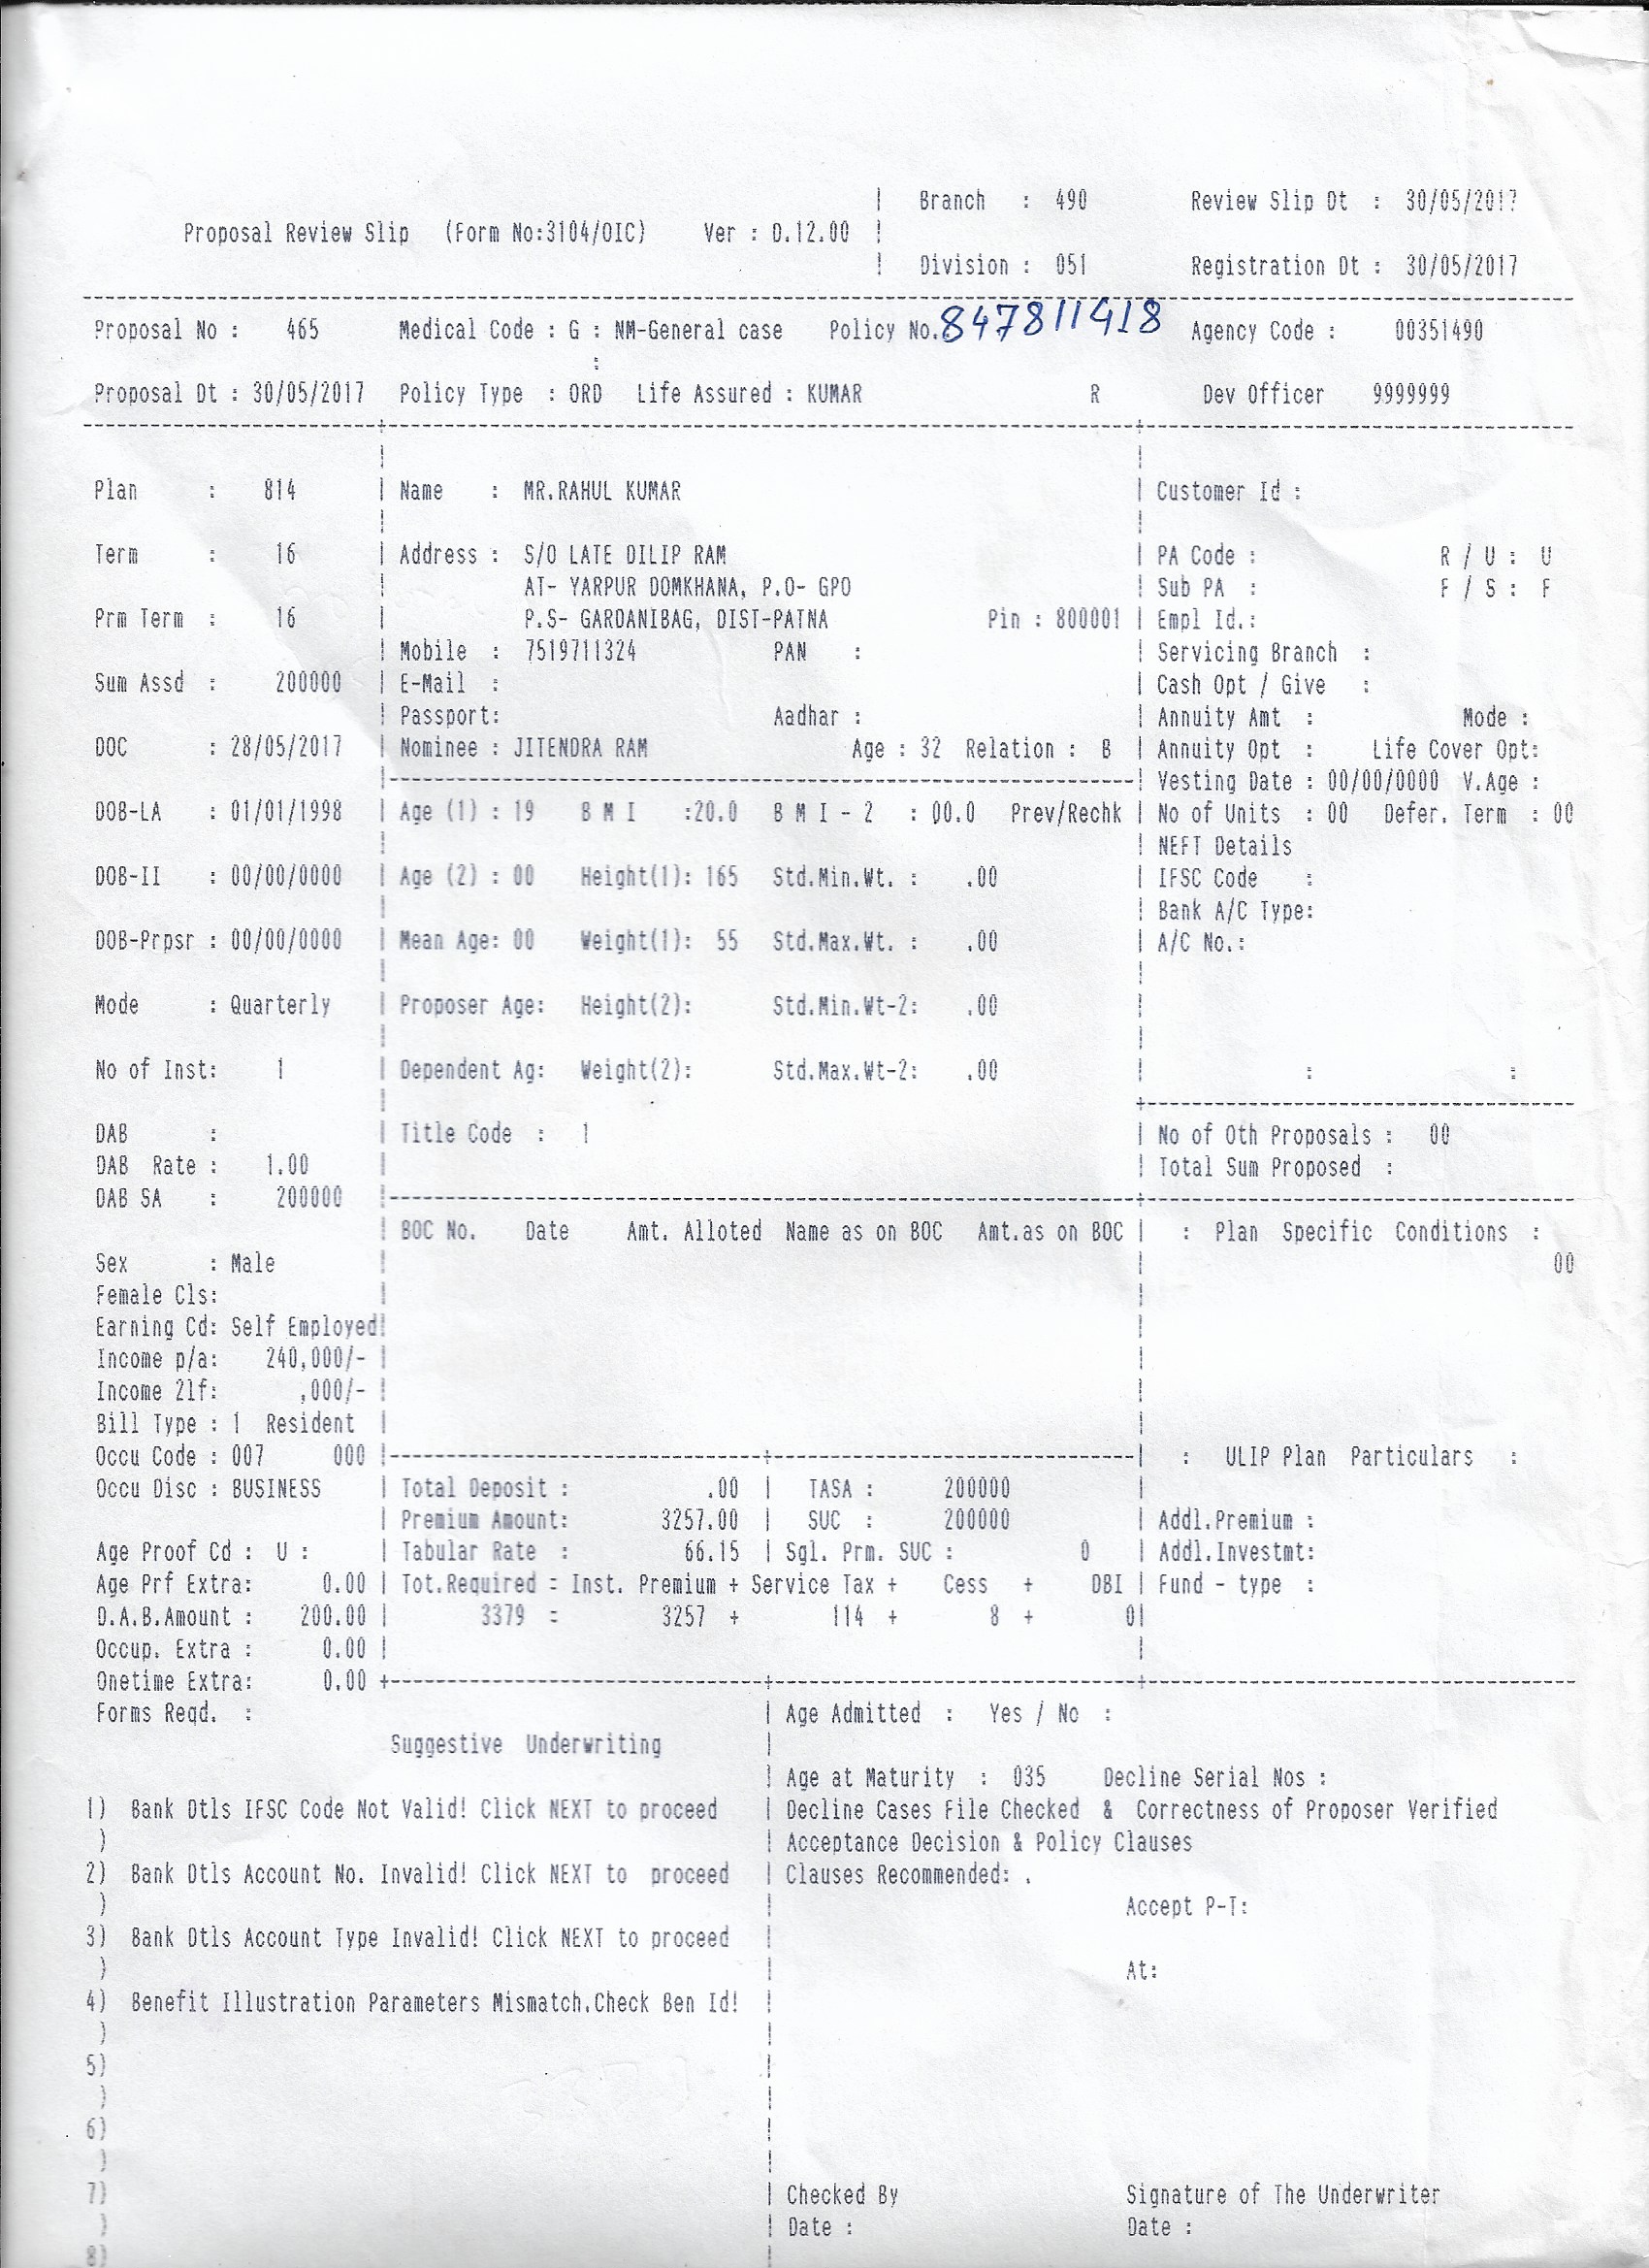 | Branch : 490 Review Slip Dt : 30/05/2017
Proposal Review Slip (Form No:3104/OIC) Ver : D.12.00 |
| Division : 051 Registration Dt : 30/05/2017
Proposal No : 465 Medical Code : G : NM-General case Policy No. 847811418 Agency Code : 00351490
:
Proposal Dt : 30/05/2017 Policy Type : ORD Life Assured : KUMAR R Dev Officer 9999999
Plan : 814 | Name : MR.RAHUL KUMAR | Customer Id :
Term : 16 | Address : S/O LATE DILIP RAM | PA Code : R / U : U
| AT- YARPUR DOMKHANA, P.O- GPO | Sub PA : F / S : F
Prm Term : 16 | P.S- GARDANIBAG, DIST-PATNA Pin : 800001 | Empl Id.:
| Mobile : 7519711324 PAN : | Servicing Branch :
Sum Assd : 200000 | E-Mail : | Cash Opt / Give :
| Passport: Aadhar : | Annuity Amt : Mode :
DOC : 28/05/2017 | Nominee : JITENDRA RAM Age : 32 Relation : B | Annuity Opt : Life Cover Opt:
| Vesting Date : 00/00/0000 V.Age :
DOB-LA : 01/01/1998 | Age (1) : 19 B M I :20.0 B M I - 2 : 00.0 Prev/Rechk | No of Units : 00 Defer. Term : 00
| NEFT Details
DOB-II : 00/00/0000 | Age (2) : 00 Height(1): 165 Std.Min.Wt. : .00 | IFSC Code :
| Bank A/C Type:
DOB-Prpsr : 00/00/0000 | Mean Age: 00 Weight(1): 55 Std.Max.Wt. : .00 | A/C No.:
Mode : Quarterly | Proposer Age: Height(2): Std.Min.Wt-2: .00 |
No of Inst: 1 | Dependent Ag: Weight(2): Std.Max.Wt-2: .00 | : :
DAB : | Title Code : 1 | No of Oth Proposals : 00
DAB Rate : 1.00 | Total Sum Proposed :
DAB SA : 200000
| BOC No. Date Amt. Alloted Name as on BOC Amt.as on BOC | : Plan Specific Conditions :
Sex : Male | | 00
Female Cls:
Earning Cd: Self Employed|
Income p/a: 240,000/- |
Income 2lf: ,000/- |
Bill Type : 1 Resident |
Occu Code : 007 000 | : ULIP Plan Particulars :
Occu Disc : BUSINESS | Total Deposit : .00 | TASA : 200000 |
| Premium Amount: 3257.00 | SUC : 200000 | Addl.Premium :
Age Proof Cd : U : | Tabular Rate : 66.15 | Sgl. Prm. SUC : 0 | Addl.Investmt:
Age Prf Extra: 0.00 | Tot.Required = Inst. Premium + Service Tax + Cess + DBI | Fund - type :
D.A.B.Amount : 200.00 | 3379 = 3257 + 114 + 8 + 0|
Occup. Extra : 0.00 |
Onetime Extra: 0.00
Forms Reqd. : | Age Admitted : Yes / No :
Suggestive Underwriting |
| Age at Maturity : 035 Decline Serial Nos :
1) Bank Dtls IFSC Code Not Valid! Click NEXT to proceed | Decline Cases File Checked & Correctness of Proposer Verified
) | Acceptance Decision & Policy Clauses
2) Bank Dtls Account No. Invalid! Click NEXT to proceed | Clauses Recommended: .
) | Accept P-T:
3) Bank Dtls Account Type Invalid! Click NEXT to proceed |
) | At:
4) Benefit Illustration Parameters Mismatch.Check Ben Id! |
)
5)
)
6)
)
7) | Checked By Signature of The Underwriter
) | Date : Date :
8)